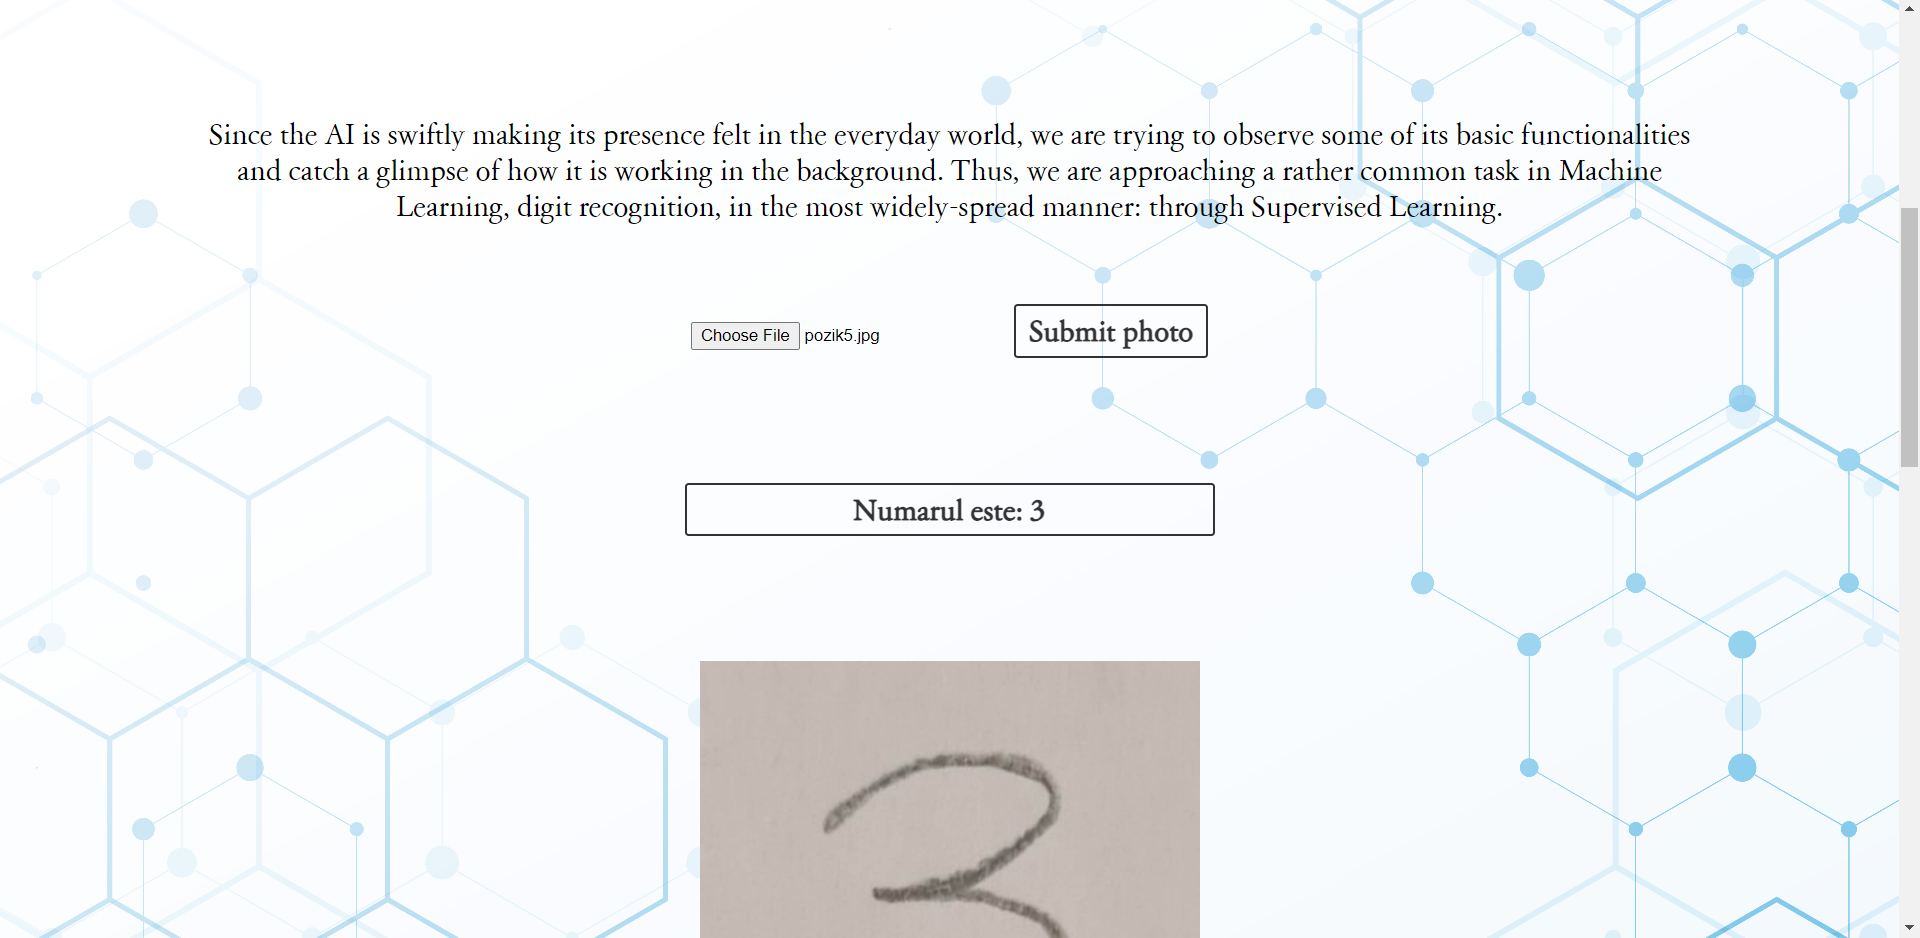 Since the AI is swiftly making its presence felt in the everyday world, we are trying to observe some of its basic functionalities
and catch a glimpse of how it is working in the background. Thus, we are approaching a rather common task in Machine
Learning, digit recognition, in the most widely-spread manner: through Supervised Learning.
Choose File pozik5.jpg
Submit photo
Numarul este: 3
3